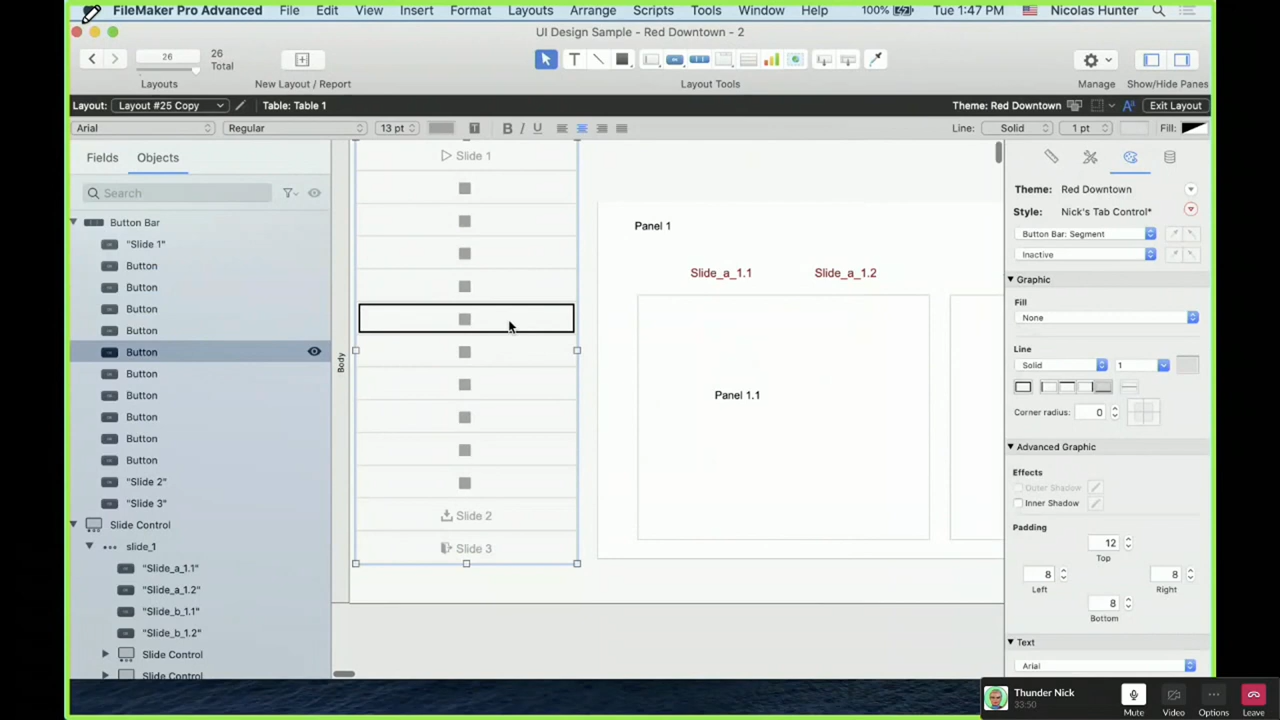 FileMaker Pro Advanced File Edit View Insert Format Layouts Arrange Scripts Tools Window Help 100% Tue 1:47 PM Nicolas Hunter
UI Design Sample - Red Downtown - 2
26
26 Total
Layouts
New Layout / Report
Layout Tools
Manage
Show/Hide Panes
Layout: Layout #25 Copy Table: Table 1 Theme: Red Downtown Exit Layout
Arial Regular 13 pt B I U Line: Solid 1 pt Fill:
Fields Objects
Search
Button Bar
"Slide 1"
Button
Button
Button
Button
Button
Button
Button
Button
Button
Button
"Slide 2"
"Slide 3"
Slide Control
slide_1
"Slide_a_1.1"
"Slide_a_1.2"
"Slide_b_1.1"
"Slide_b_1.2"
Slide Control
Slide Control
Body
Slide 1
Slide 2
Slide 3
Panel 1
Slide_a_1.1 Slide_a_1.2
Panel 1.1
Theme: Red Downtown
Style: Nick's Tab Control*
Button Bar: Segment
Inactive
Graphic
Fill
None
Line
Solid 1
Corner radius: 0
Advanced Graphic
Effects
Outer Shadow
Inner Shadow
Padding
12
Top
8 8
Left Right
8
Bottom
Text
Arial
Thunder Nick
33:50
Mute Video Options Leave